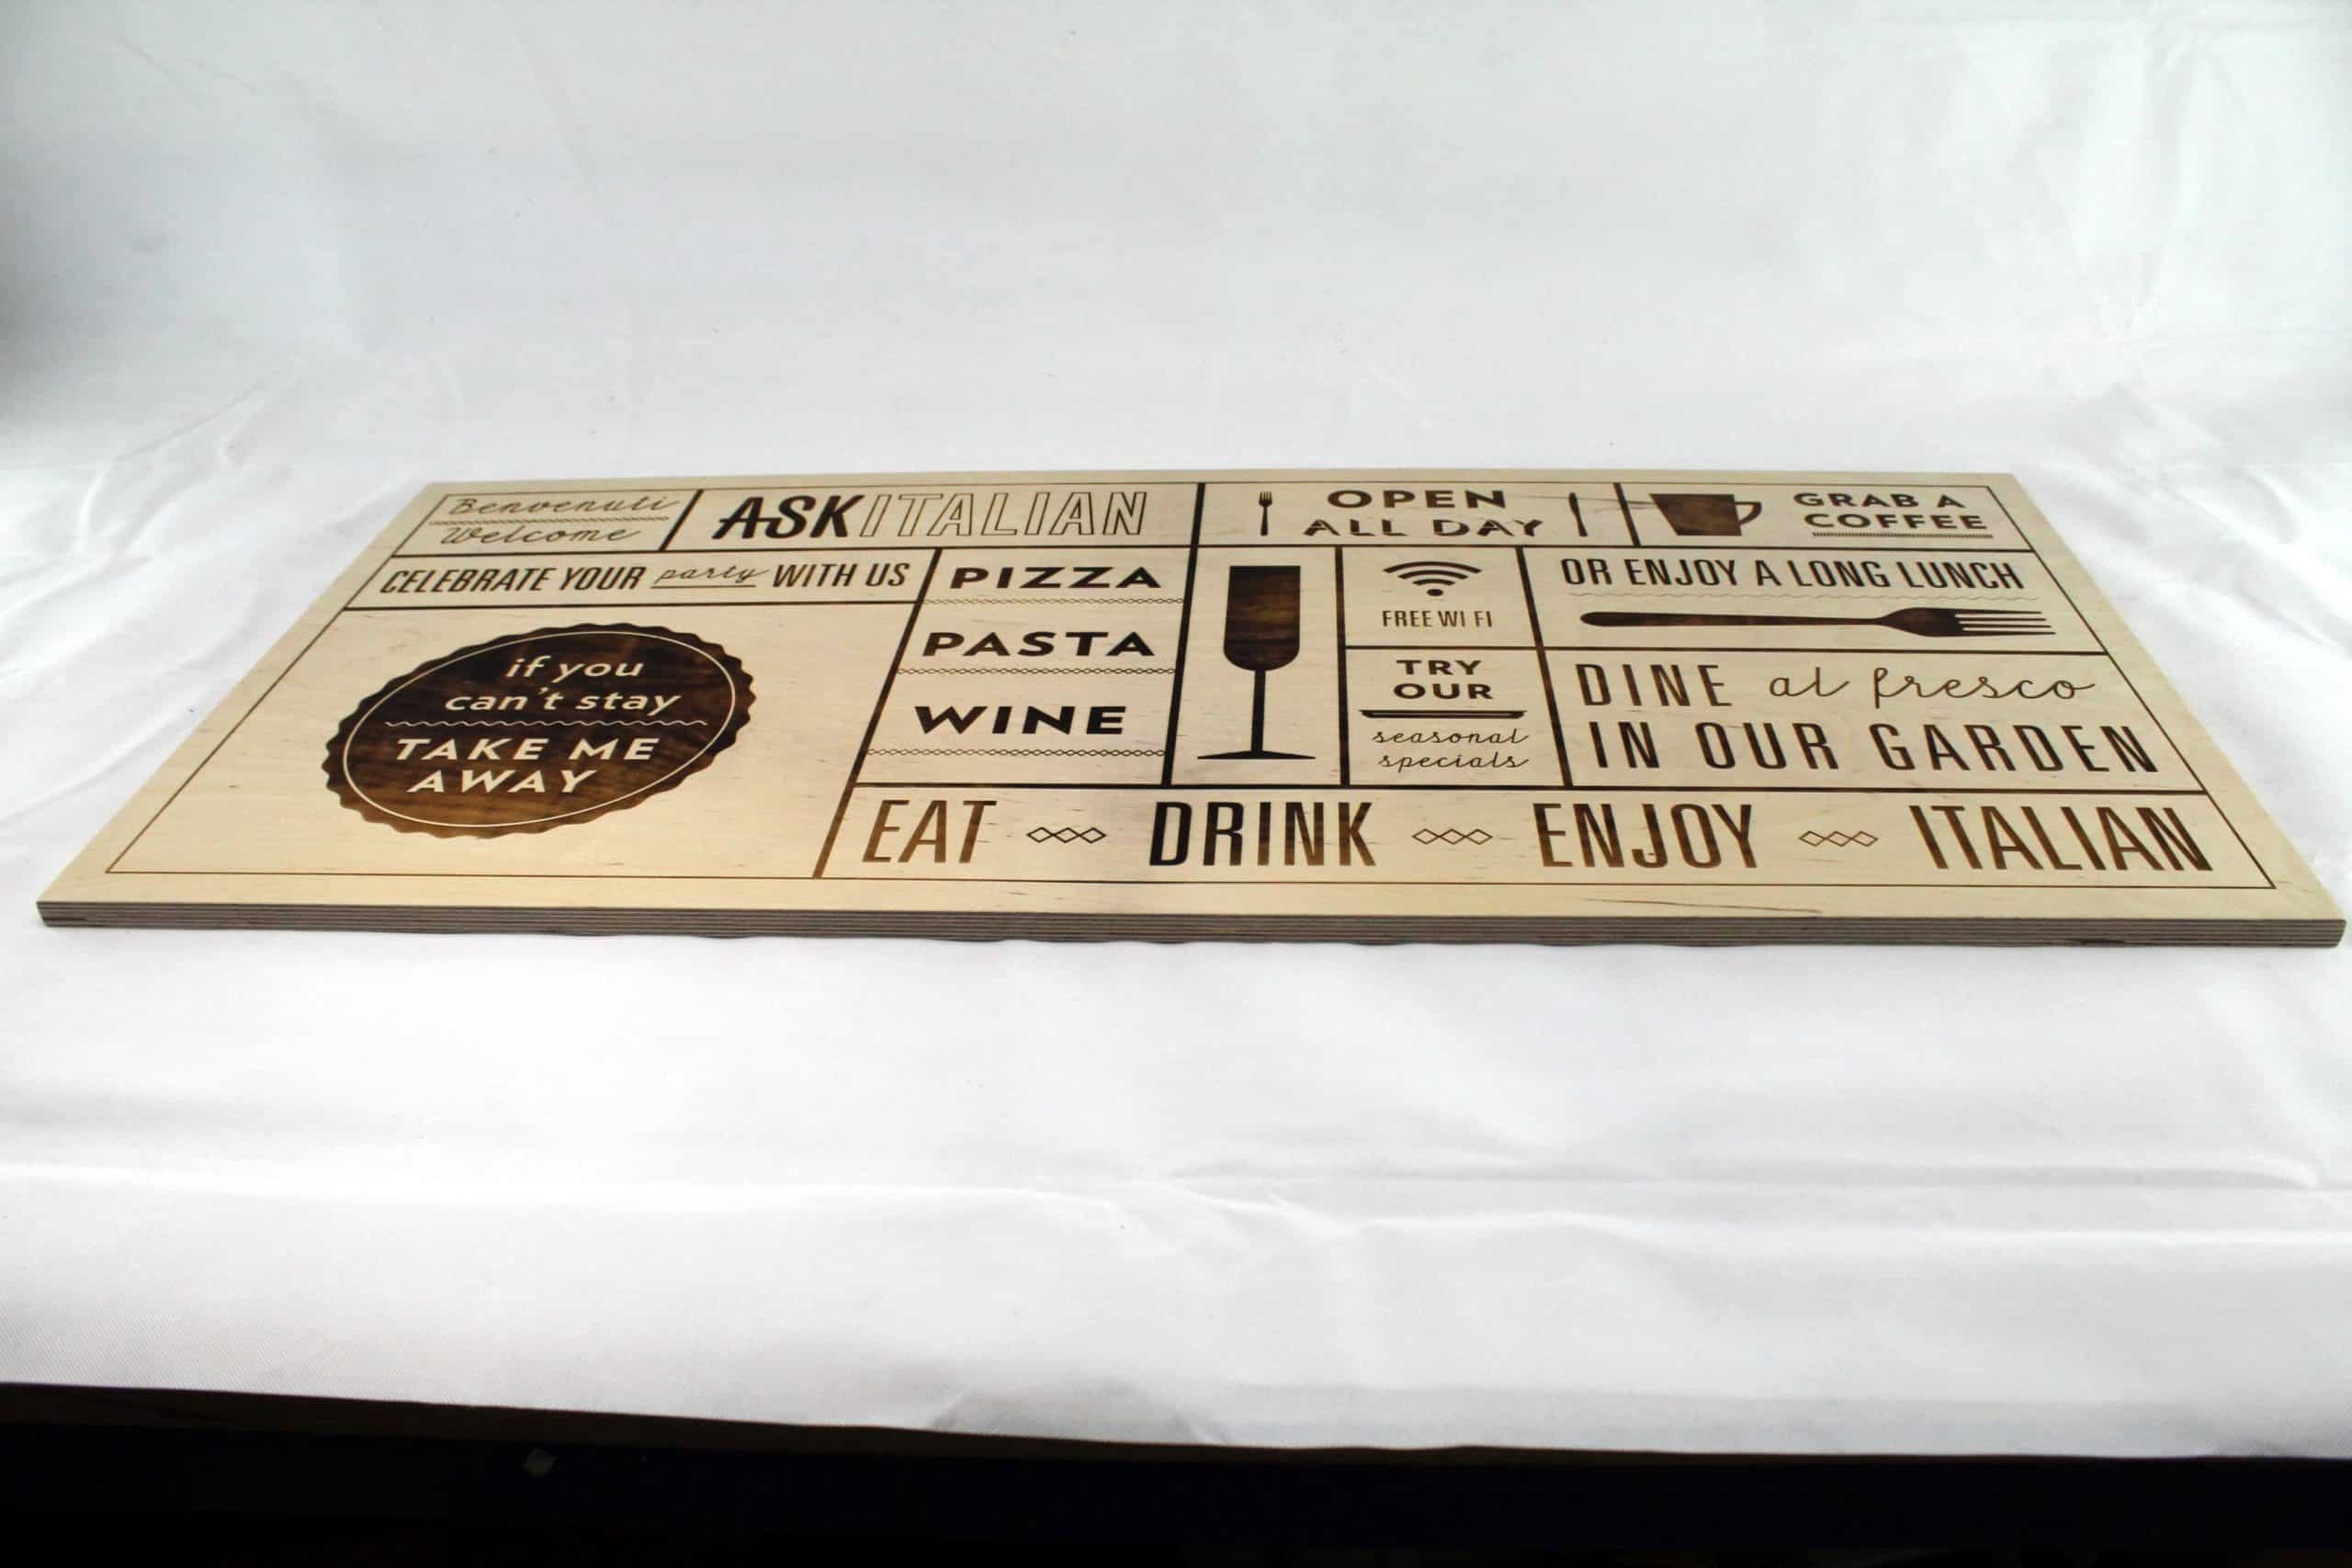 Benvenuti
Welcome
ASK ITALIAN
OPEN
ALL DAY
GRAB A
COFFEE
CELEBRATE YOUR party WITH US
PIZZA
PASTA
WINE
FREE WI FI
OR ENJOY A LONG LUNCH
if you
can't stay
TAKE ME
AWAY
TRY
OUR
seasonal
specials
DINE al fresco
IN OUR GARDEN
EAT DRINK ENJOY ITALIAN